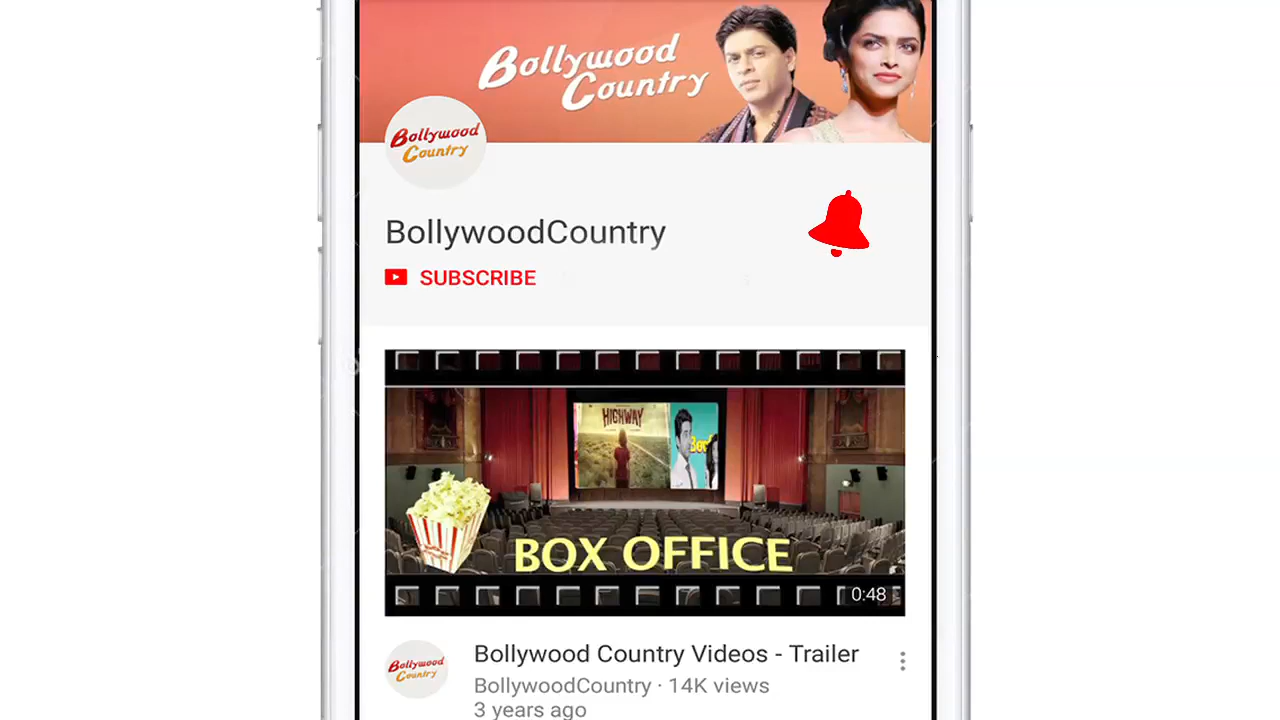 Bollywood
Country
Bollywood
Country
BollywoodCountry
SUBSCRIBE
HIGHWAY
BOX OFFICE
0:48
Bollywood
Country
Bollywood Country Videos - Trailer
BollywoodCountry · 14K views
3 years ago